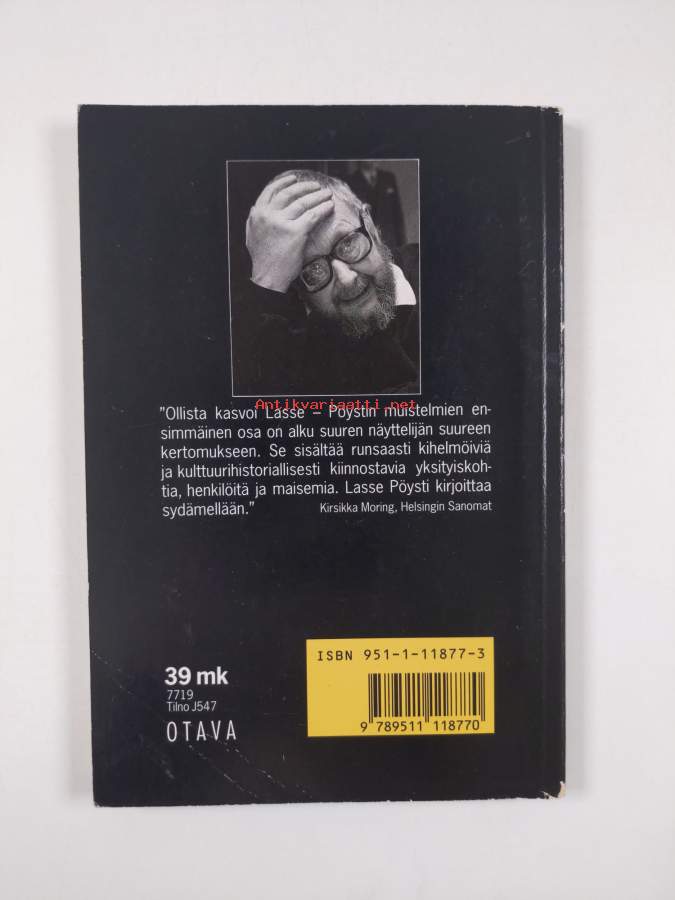 Antikvariaatti.net
"Ollista kasvoi Lasse – Pöystin muistelmien en-
simmäinen osa on alku suuren näyttelijän suureen
kertomukseen. Se sisältää runsaasti kihelmöiviä
ja kulttuurihistoriallisesti kiinnostavia yksityiskoh-
tia, henkilöitä ja maisemia. Lasse Pöysti kirjoittaa
sydämellään." Kirsikka Moring, Helsingin Sanomat
ISBN 951-1-11877-3
39 mk
7719
Tilno J547
OTAVA
9 789511 118770